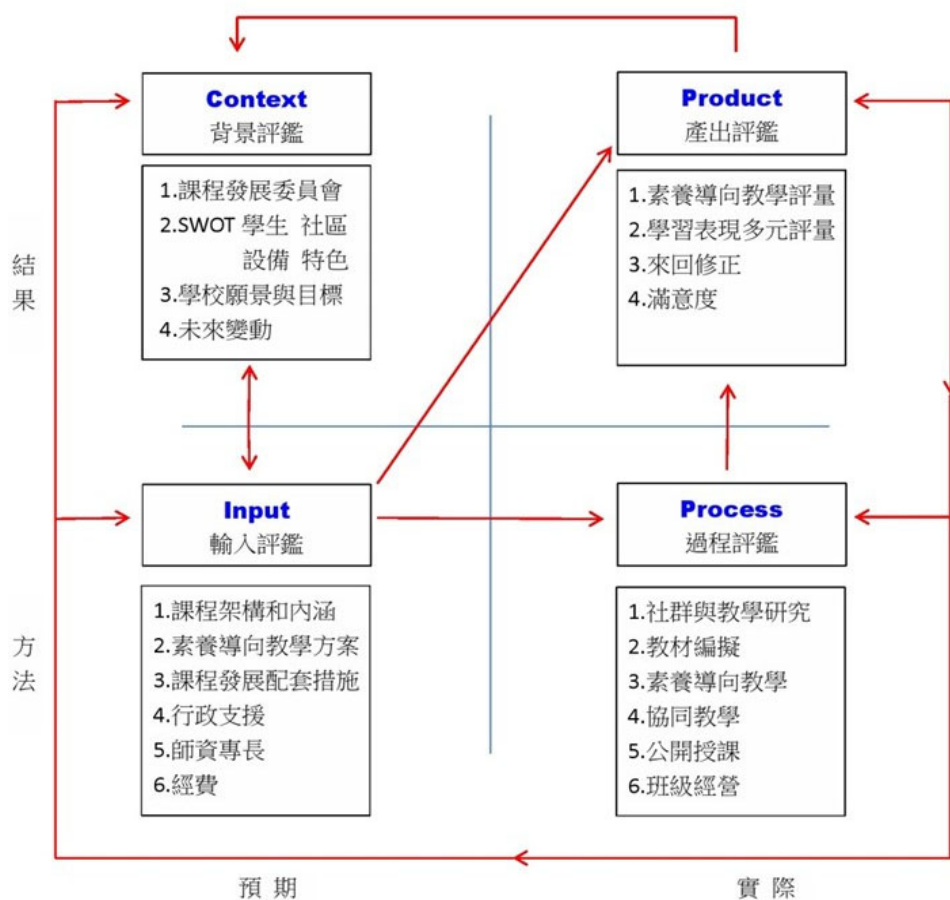 Context
背景評鑑
1.課程發展委員會
2.SWOT 學生 社區
設備 特色
3.學校願景與目標
4.未來變動
Product
產出評鑑
1.素養導向教學評量
2.學習表現多元評量
3.來回修正
4.滿意度
結
果
Input
輸入評鑑
1.課程架構和內涵
2.素養導向教學方案
3.課程發展配套措施
4.行政支援
5.師資專長
6.經費
Process
過程評鑑
1.社群與教學研究
2.教材編擬
3.素養導向教學
4.協同教學
5.公開授課
6.班級經營
方
法
預 期
實 際